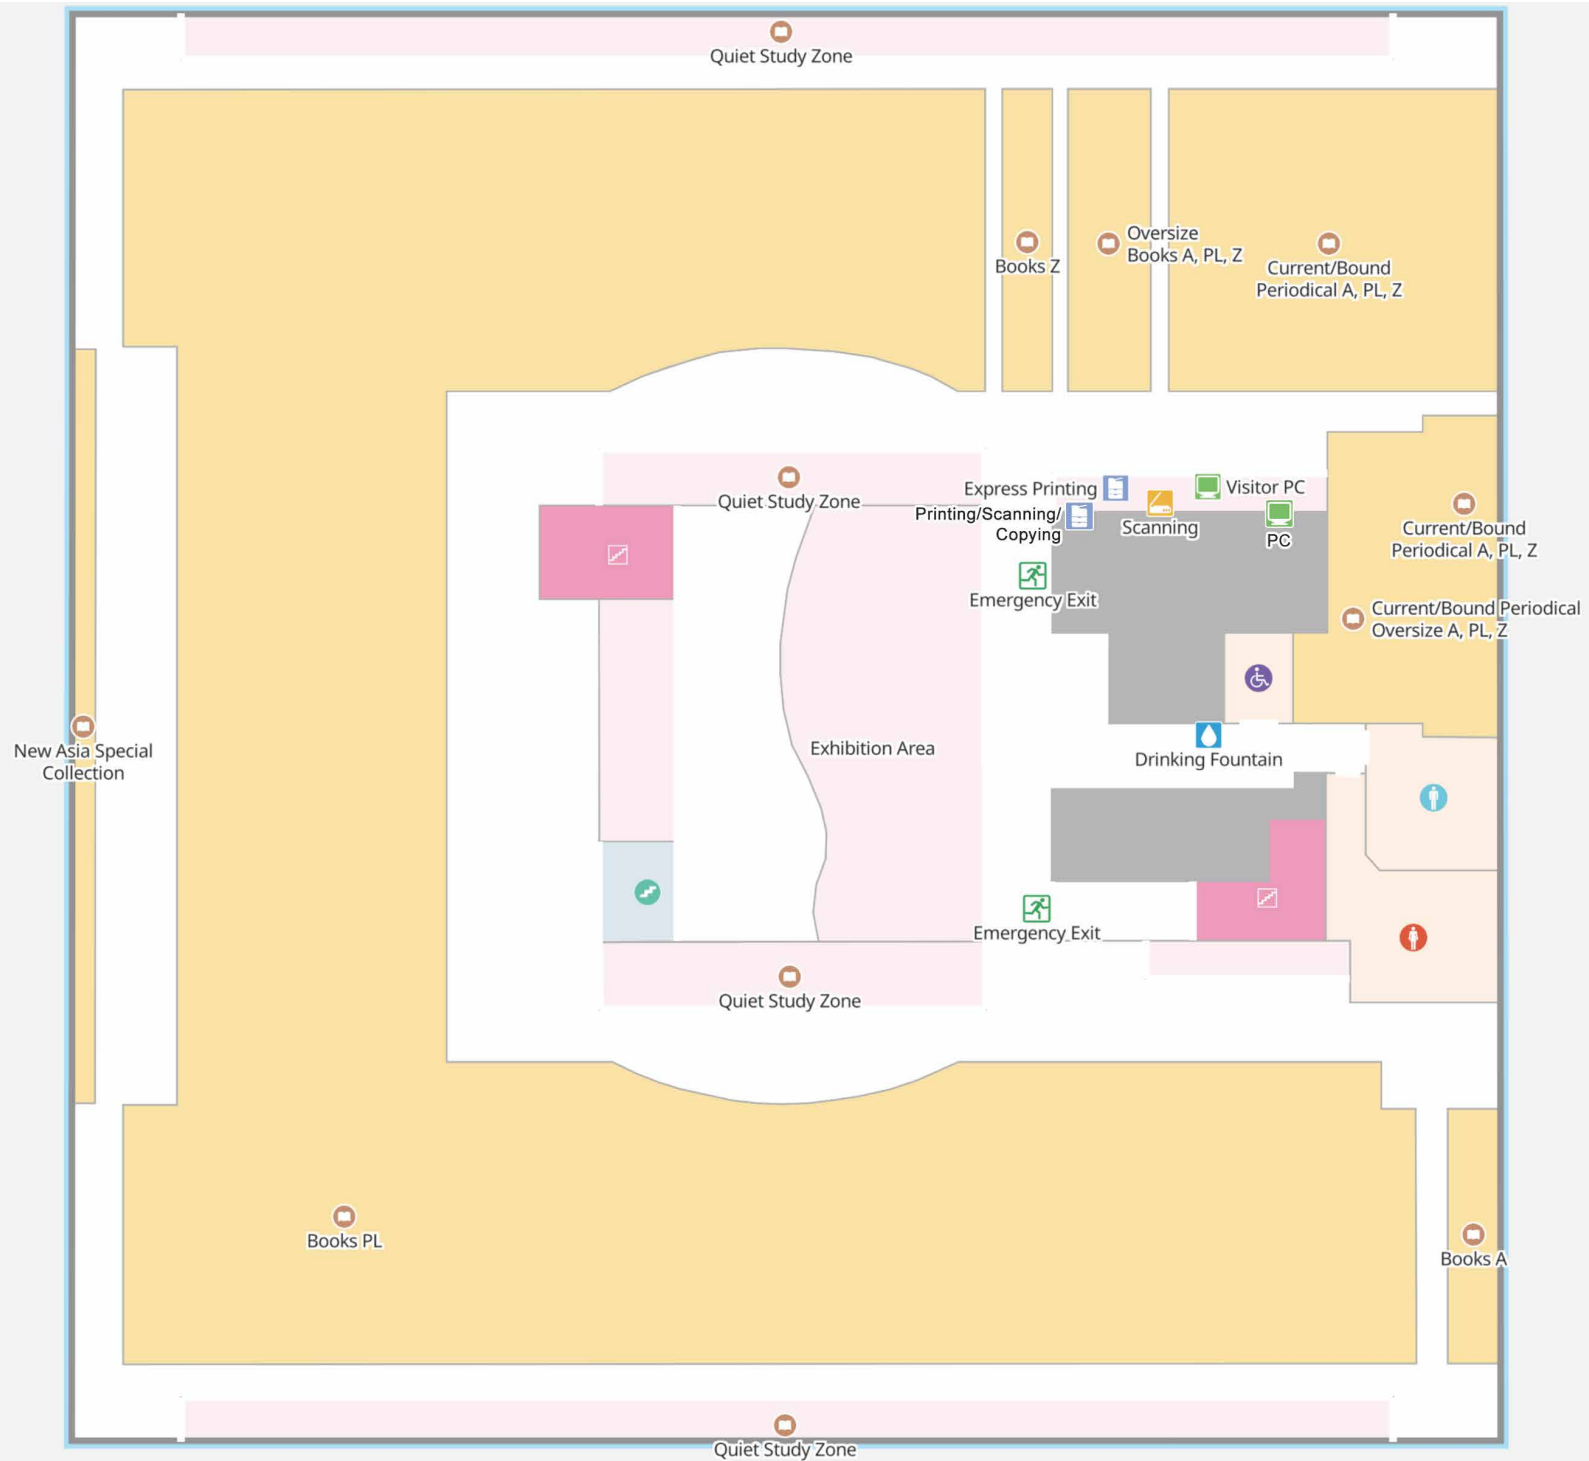 Quiet Study Zone
Books Z
Oversize
Books A, PL, Z
Current/Bound
Periodical A, PL, Z
Quiet Study Zone
Express Printing
Visitor PC
Printing/Scanning/
Copying
Scanning
PC
Current/Bound
Periodical A, PL, Z
Emergency Exit
Current/Bound Periodical
Oversize A, PL, Z
New Asia Special
Collection
Exhibition Area
Drinking Fountain
Emergency Exit
Quiet Study Zone
Books PL
Books A
Quiet Study Zone